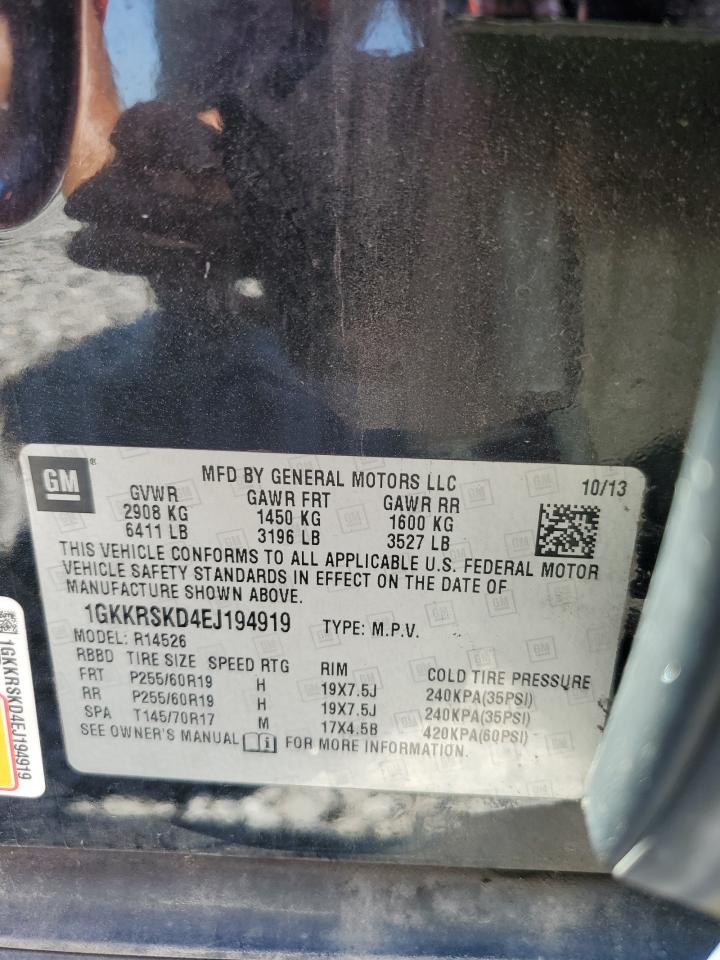 GM
MFD BY GENERAL MOTORS LLC 10/13
GVWR GAWR FRT GAWR RR
2908 KG 1450 KG 1600 KG
6411 LB 3196 LB 3527 LB
THIS VEHICLE CONFORMS TO ALL APPLICABLE U.S. FEDERAL MOTOR
VEHICLE SAFETY STANDARDS IN EFFECT ON THE DATE OF
MANUFACTURE SHOWN ABOVE.
1GKKRSKD4EJ194919 TYPE: M.P.V.
MODEL: R14526
RBBD TIRE SIZE SPEED RTG RIM COLD TIRE PRESSURE
FRT P255/60R19 H 19X7.5J 240KPA(35PSI)
RR P255/60R19 H 19X7.5J 240KPA(35PSI)
SPA T145/70R17 M 17X4.5B 420KPA(60PSI)
SEE OWNER'S MANUAL FOR MORE INFORMATION.
1GKKRSKD4EJ194919